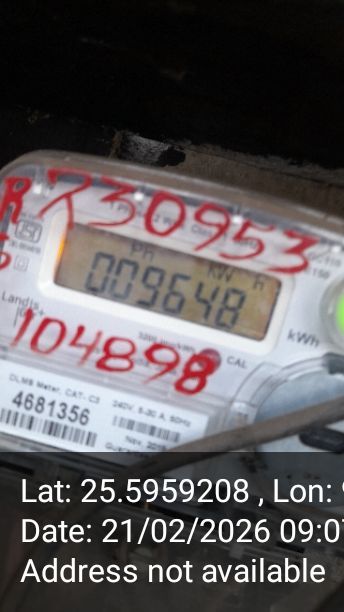 R 730953
Ph KW h
009648
kWh
Landis
104898
CAL
DLMS Meter, CAT- C3
240V, 5-30 A, 50Hz
4681356
Lat: 25.5959208 , Lon:
Date: 21/02/2026 09:0
Address not available